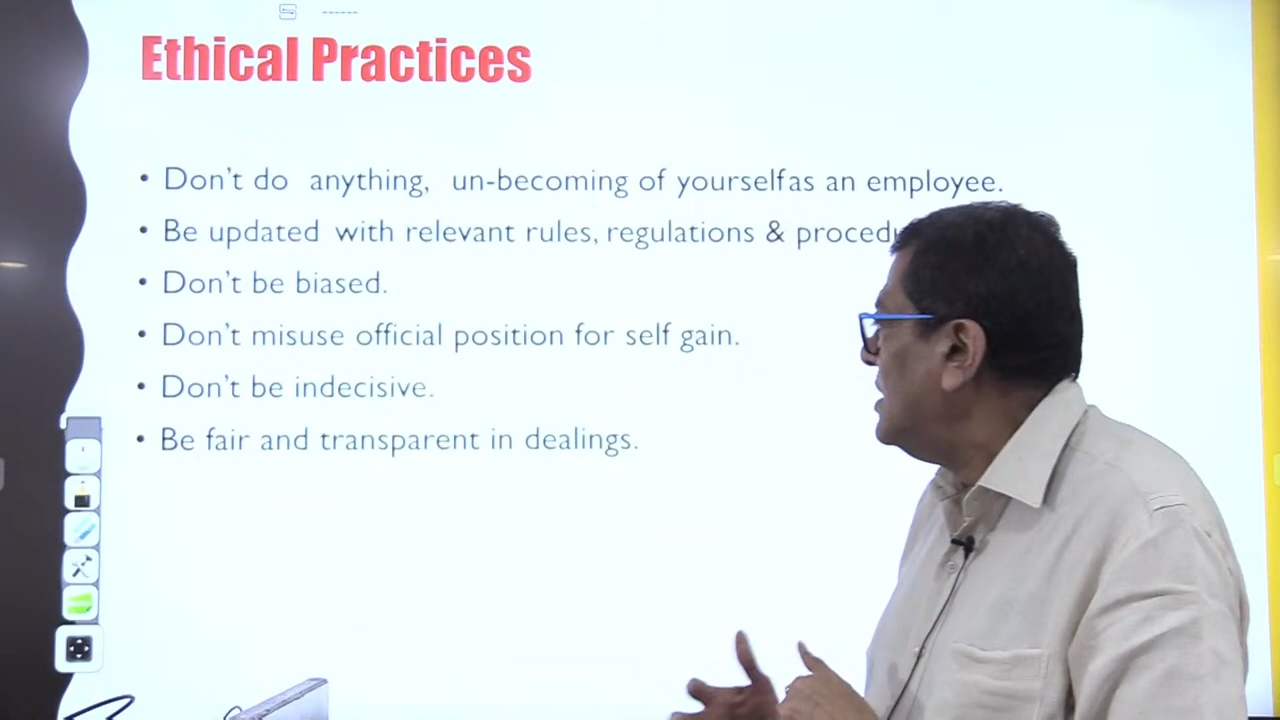 Ethical Practices
• Don't do anything, un-becoming of yourselfas an employee.
• Be updated with relevant rules, regulations &
• Don't be biased.
• Don't misuse official position for self gain.
• Don't be indecisive.
• Be fair and transparent in dealings.